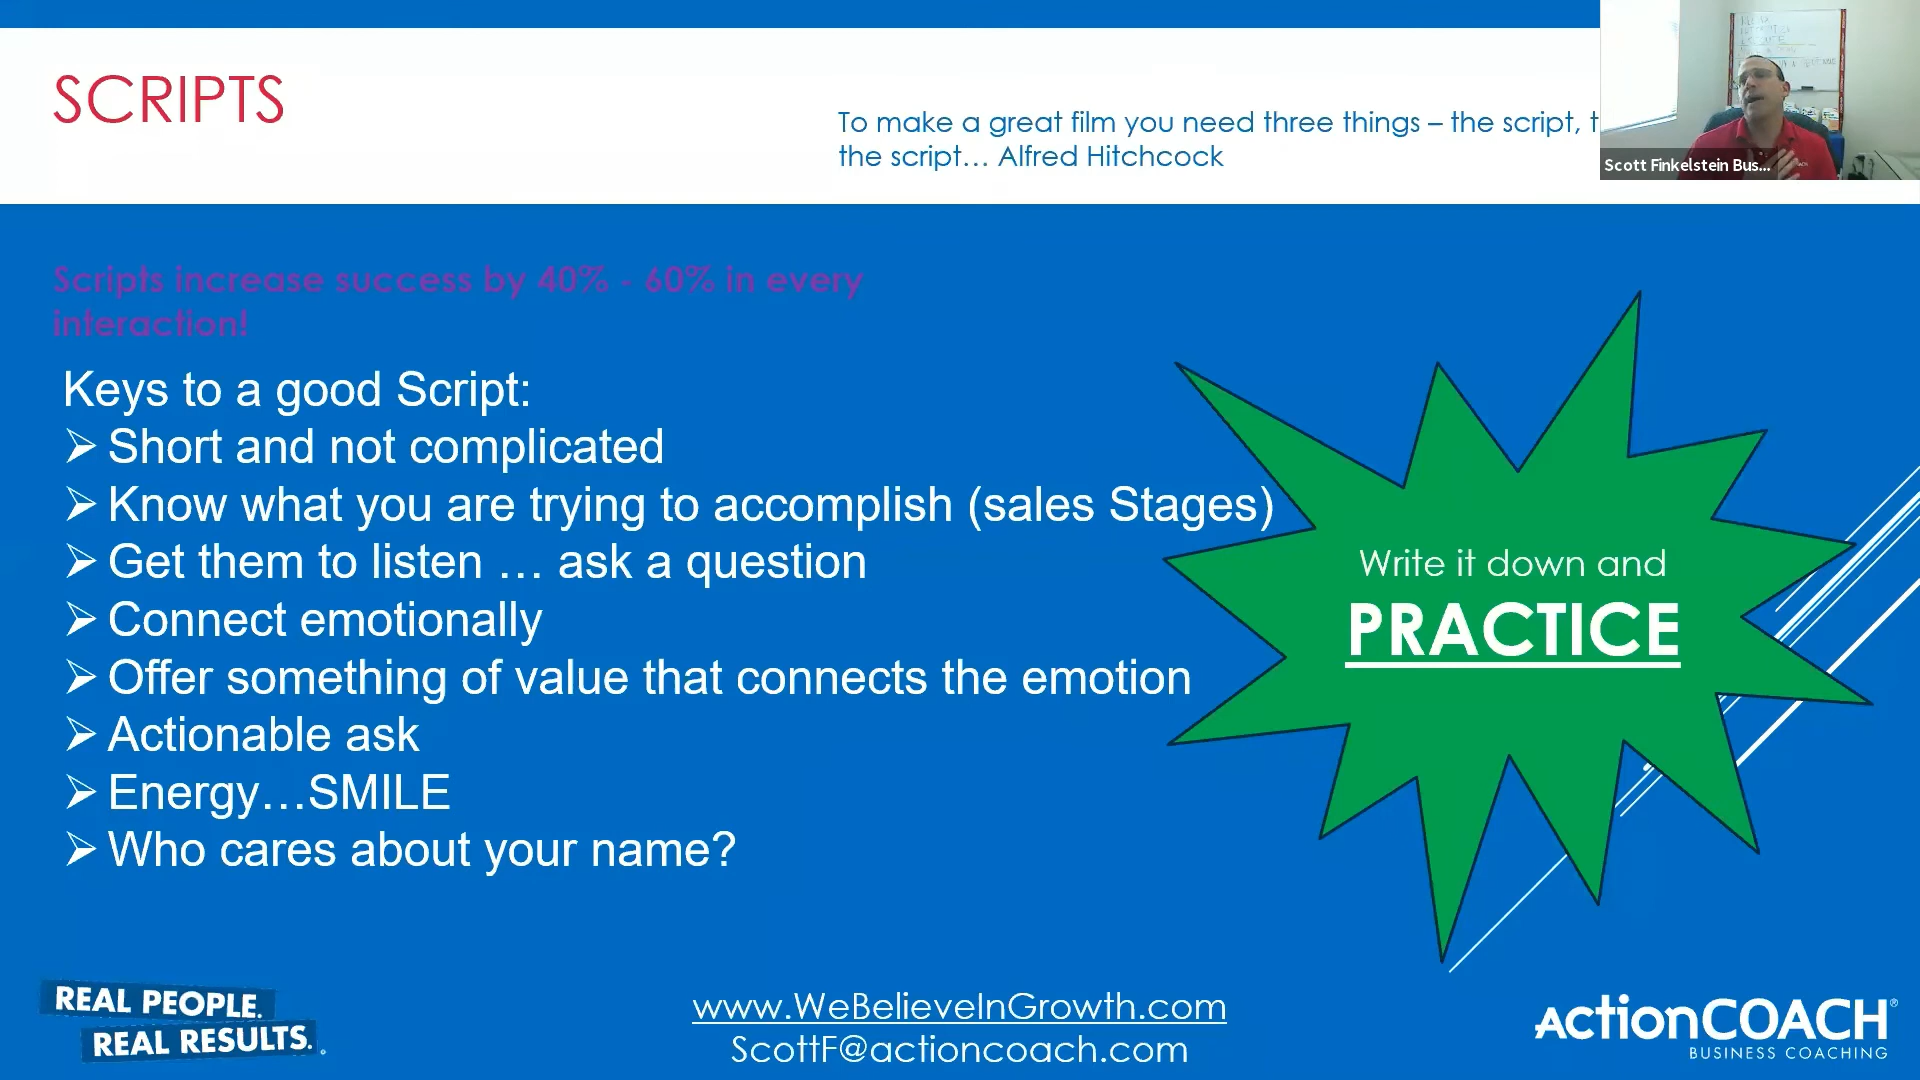 SCRIPTS
To make a great film you need three things – the script, t
the script… Alfred Hitchcock
Scott Finkelstein Bus...
Scripts increase success by 40% - 60% in every
interaction!
Keys to a good Script:
➢ Short and not complicated
➢ Know what you are trying to accomplish (sales Stages)
➢ Get them to listen … ask a question
➢ Connect emotionally
➢ Offer something of value that connects the emotion
➢ Actionable ask
➢ Energy…SMILE
➢ Who cares about your name?
Write it down and
PRACTICE
REAL PEOPLE.
REAL RESULTS.
www.WeBelieveInGrowth.com
ScottF@actioncoach.com
ActionCOACH®
BUSINESS COACHING